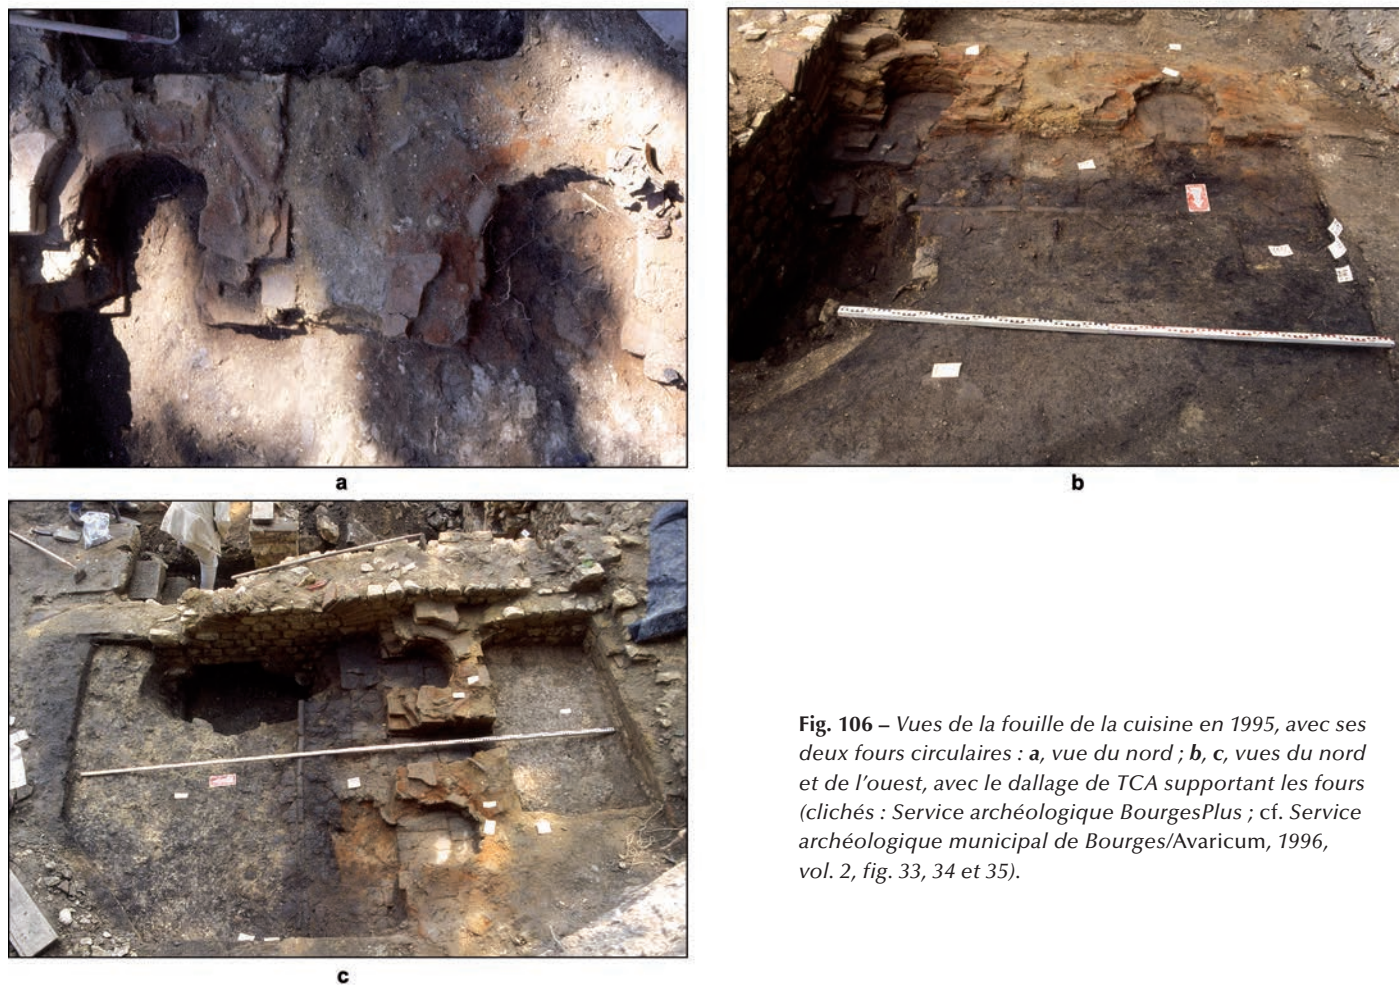 a
b
c
Fig. 106 – Vues de la fouille de la cuisine en 1995, avec ses
deux fours circulaires : a, vue du nord ; b, c, vues du nord
et de l'ouest, avec le dallage de TCA supportant les fours
(clichés : Service archéologique BourgesPlus ; cf. Service
archéologique municipal de Bourges/Avaricum, 1996,
vol. 2, fig. 33, 34 et 35).